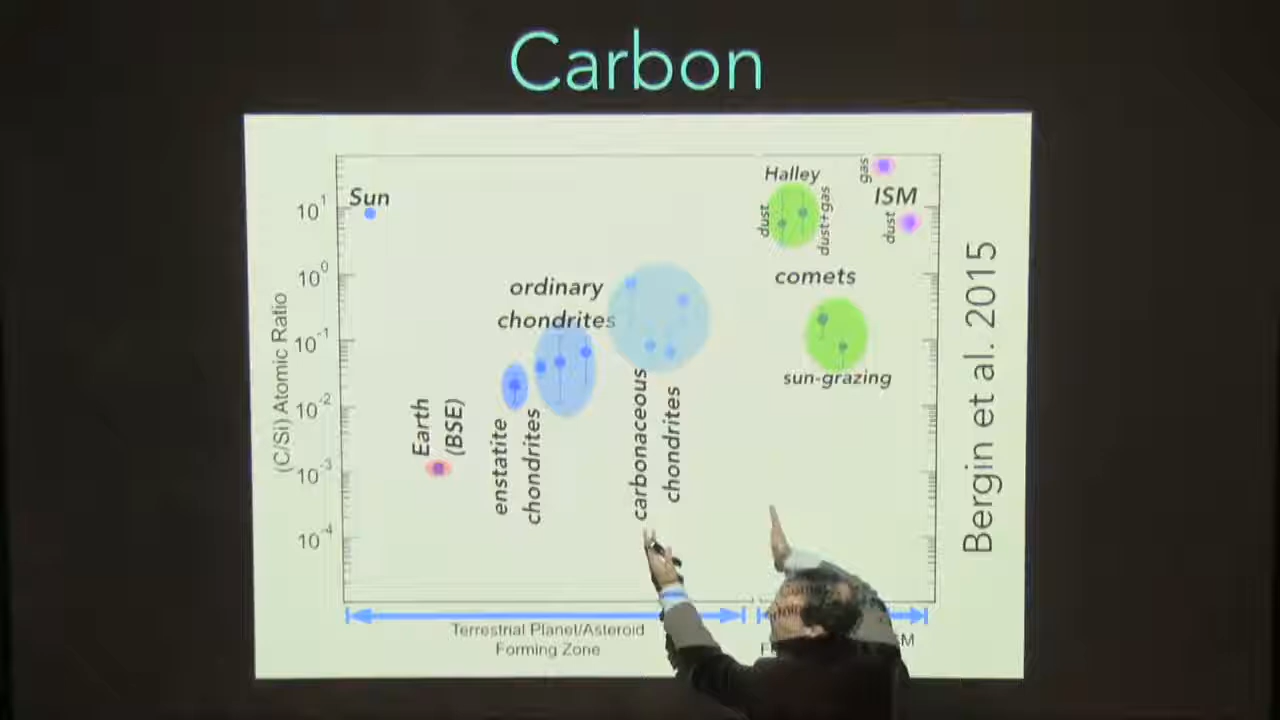 Carbon
Sun
Halley
gas
ISM
dust
dust+gas
dust
comets
sun-grazing
ordinary
chondrites
carbonaceous
chondrites
enstatite
chondrites
Earth
(BSE)
(C/Si) Atomic Ratio
10¹
10⁰
10⁻¹
10⁻²
10⁻³
10⁻⁴
Terrestrial Planet/Asteroid
Forming Zone
Bergin et al. 2015